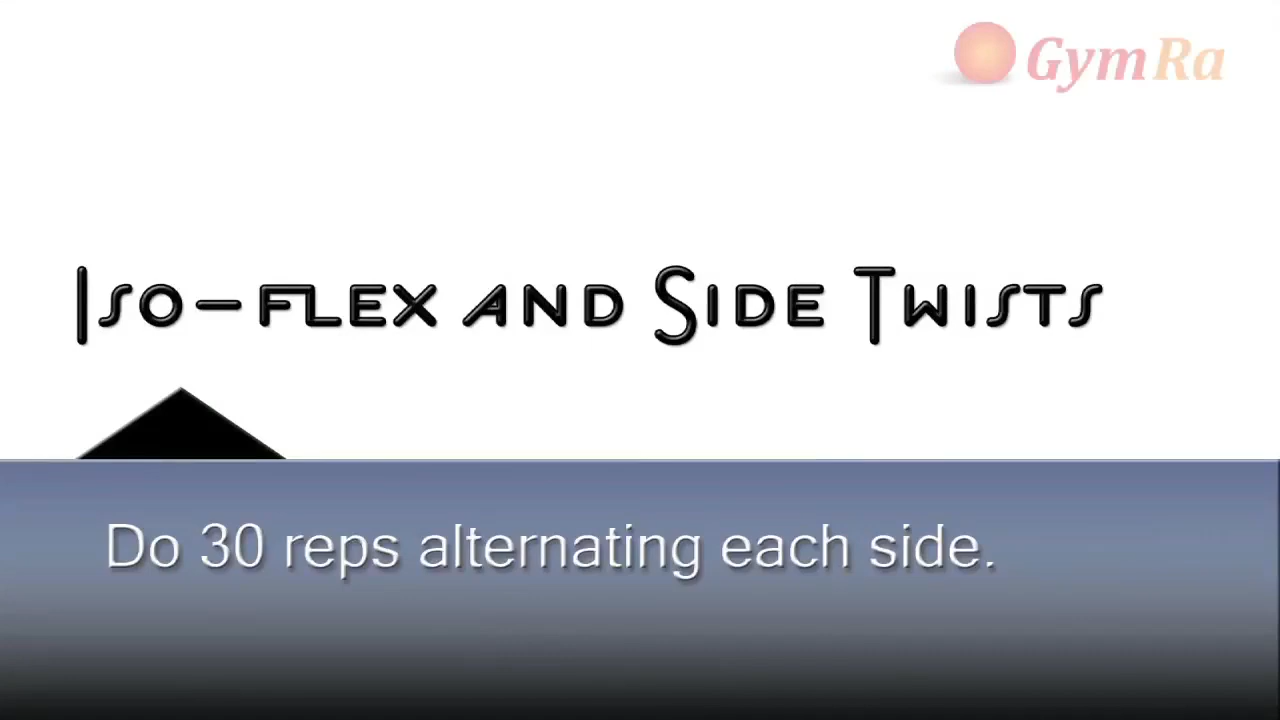 GymRa
Iso-flex and Side Twists
Do 30 reps alternating each side.